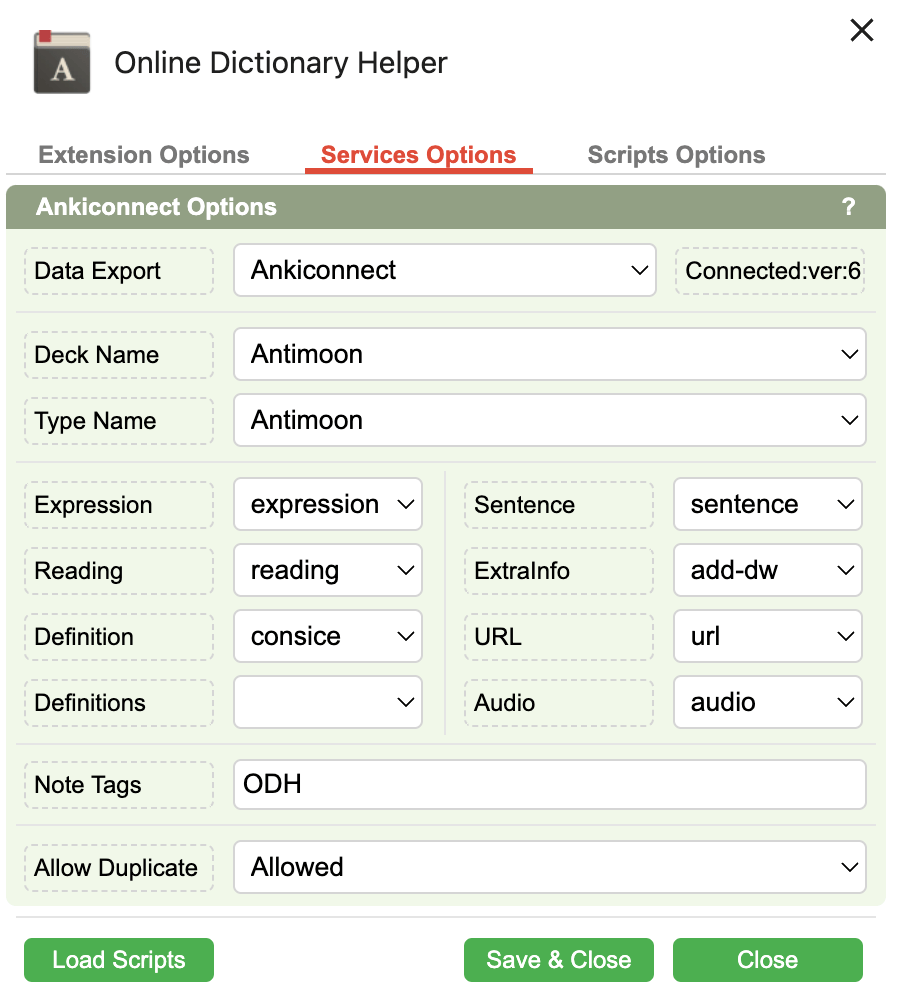 A
Online Dictionary Helper
Extension Options Services Options Scripts Options
Ankiconnect Options ?
Data Export Ankiconnect Connected:ver:6
Deck Name Antimoon
Type Name Antimoon
Expression expression Sentence sentence
Reading reading ExtraInfo add-dw
Definition consice URL url
Definitions Audio audio
Note Tags ODH
Allow Duplicate Allowed
Load Scripts Save & Close Close